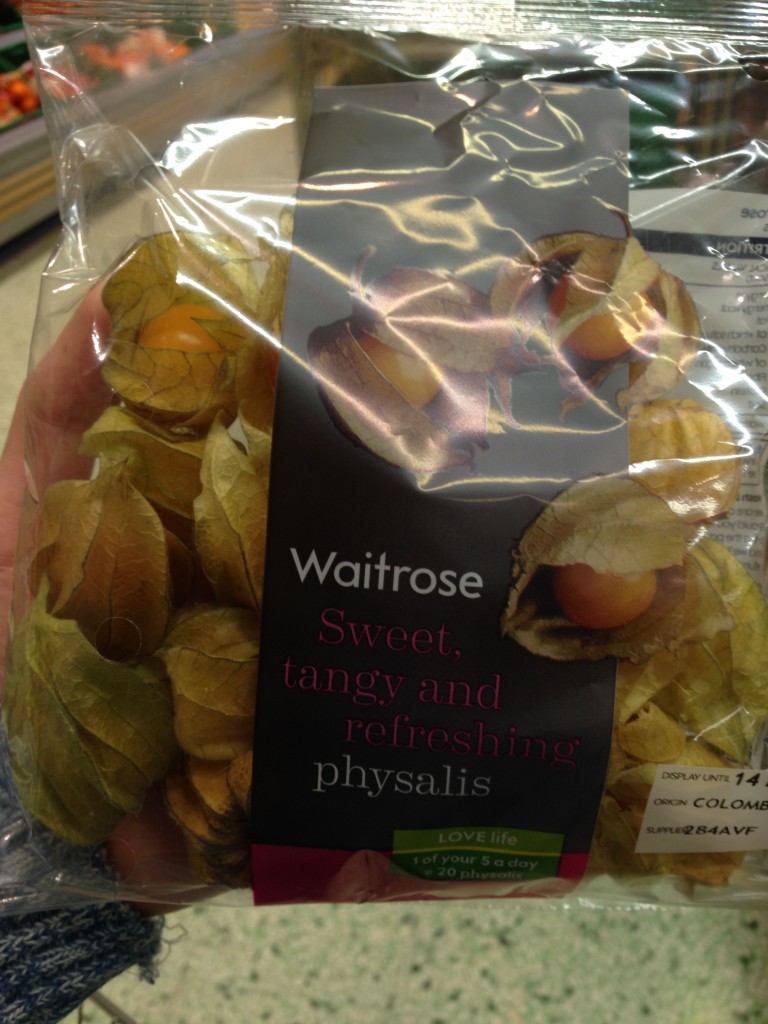 Waitrose
Sweet,
tangy and
refreshing
physalis
LOVE life
1 of your 5 a day
= 20 physalis
DISPLAY UNTIL 14
ORIGIN COLOMB
SUPPLIER 284AVF